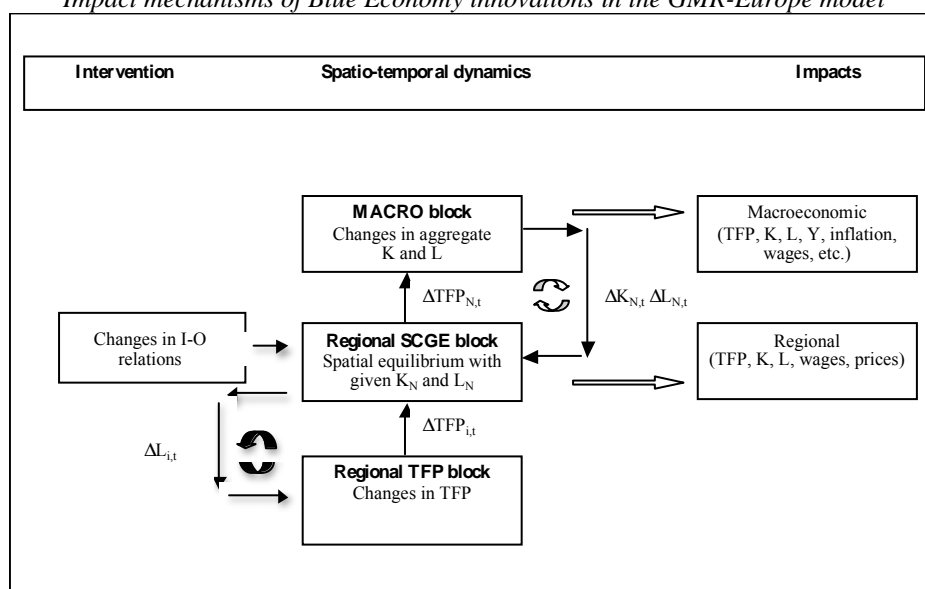 Impact mechanisms of Blue Economy innovations in the GMR-Europe model
Intervention
Spatio-temporal dynamics
Impacts
MACRO block
Changes in aggregate
K and L
Macroeconomic
(TFP, K, L, Y, inflation,
wages, etc.)
ΔTFP_N,t
ΔK_N,t ΔL_N,t
Changes in I-O
relations
Regional SCGE block
Spatial equilibrium with
given K_N and L_N
Regional
(TFP, K, L, wages, prices)
ΔL_i,t
ΔTFP_i,t
Regional TFP block
Changes in TFP